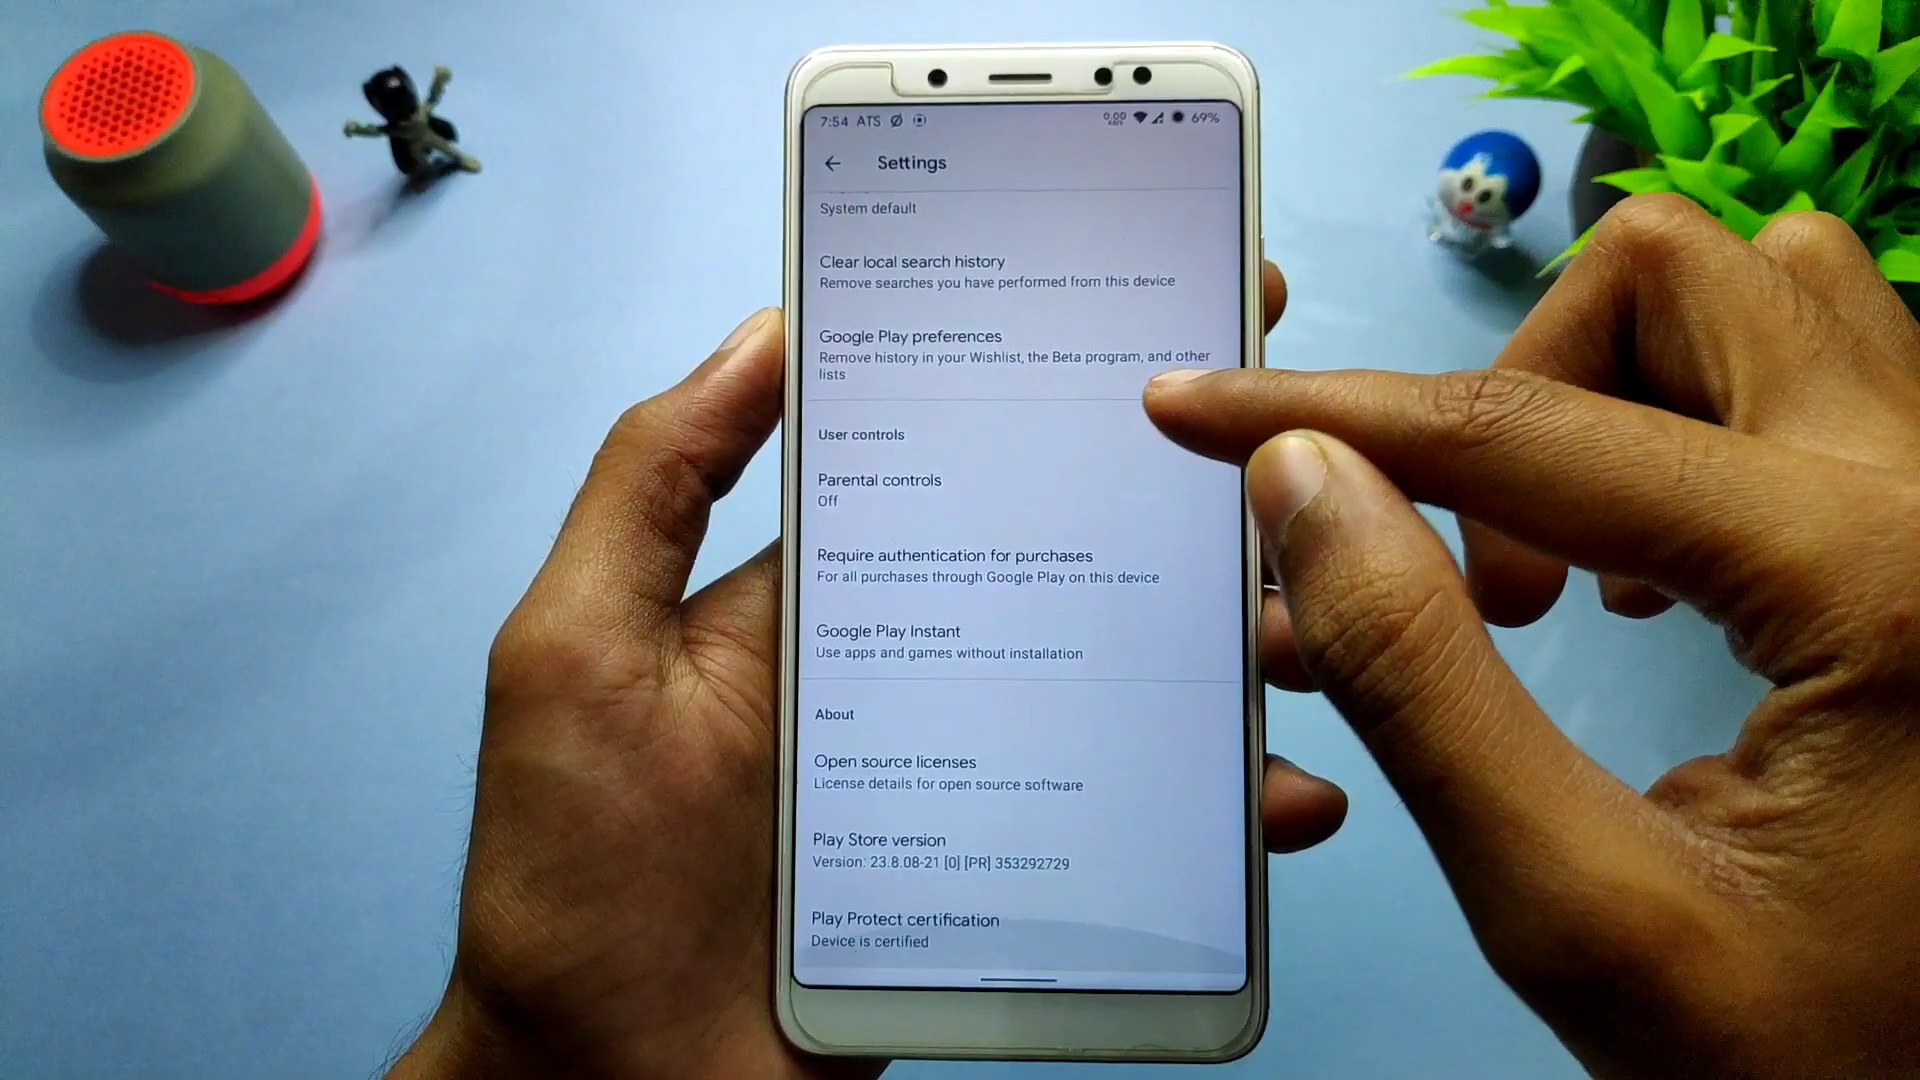 7:54 ATS 0.00 69%
Settings
System default
Clear local search history
Remove searches you have performed from this device
Google Play preferences
Remove history in your Wishlist, the Beta program, and other
lists
User controls
Parental controls
Off
Require authentication for purchases
For all purchases through Google Play on this device
Google Play Instant
Use apps and games without installation
About
Open source licenses
License details for open source software
Play Store version
Version: 23.8.08-21 [0] [PR] 353292729
Play Protect certification
Device is certified